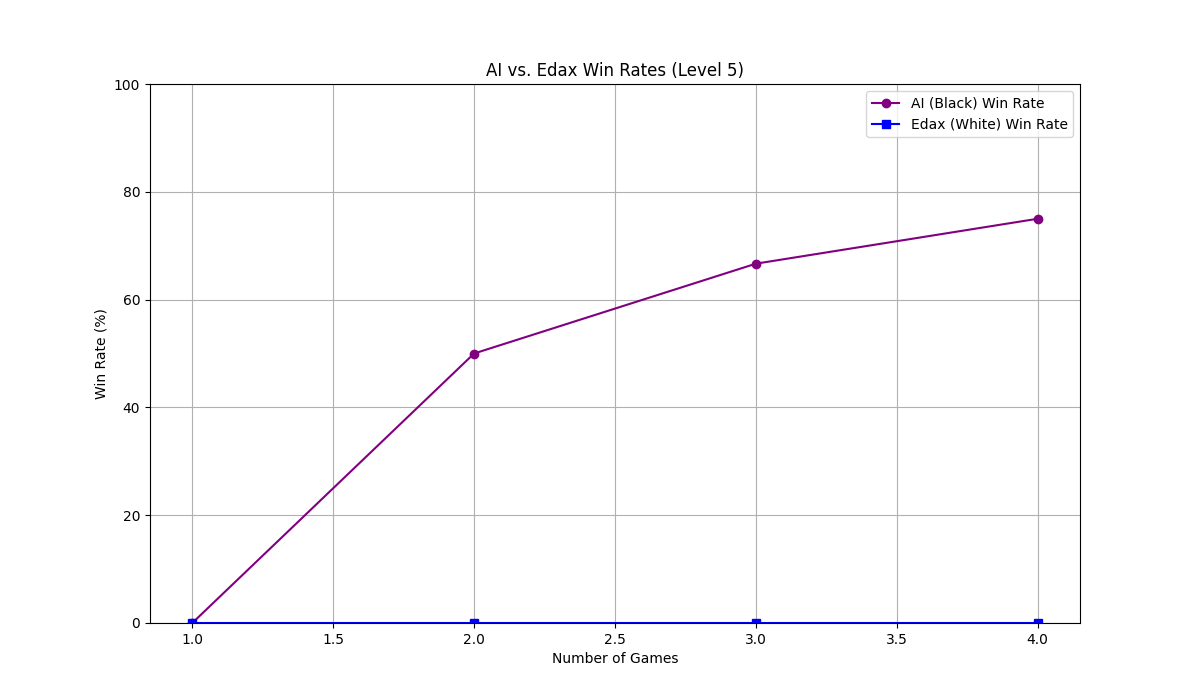 AI vs. Edax Win Rates (Level 5)
AI (Black) Win Rate
Edax (White) Win Rate
Win Rate (%)
100
80
60
40
20
0
1.0 1.5 2.0 2.5 3.0 3.5 4.0
Number of Games